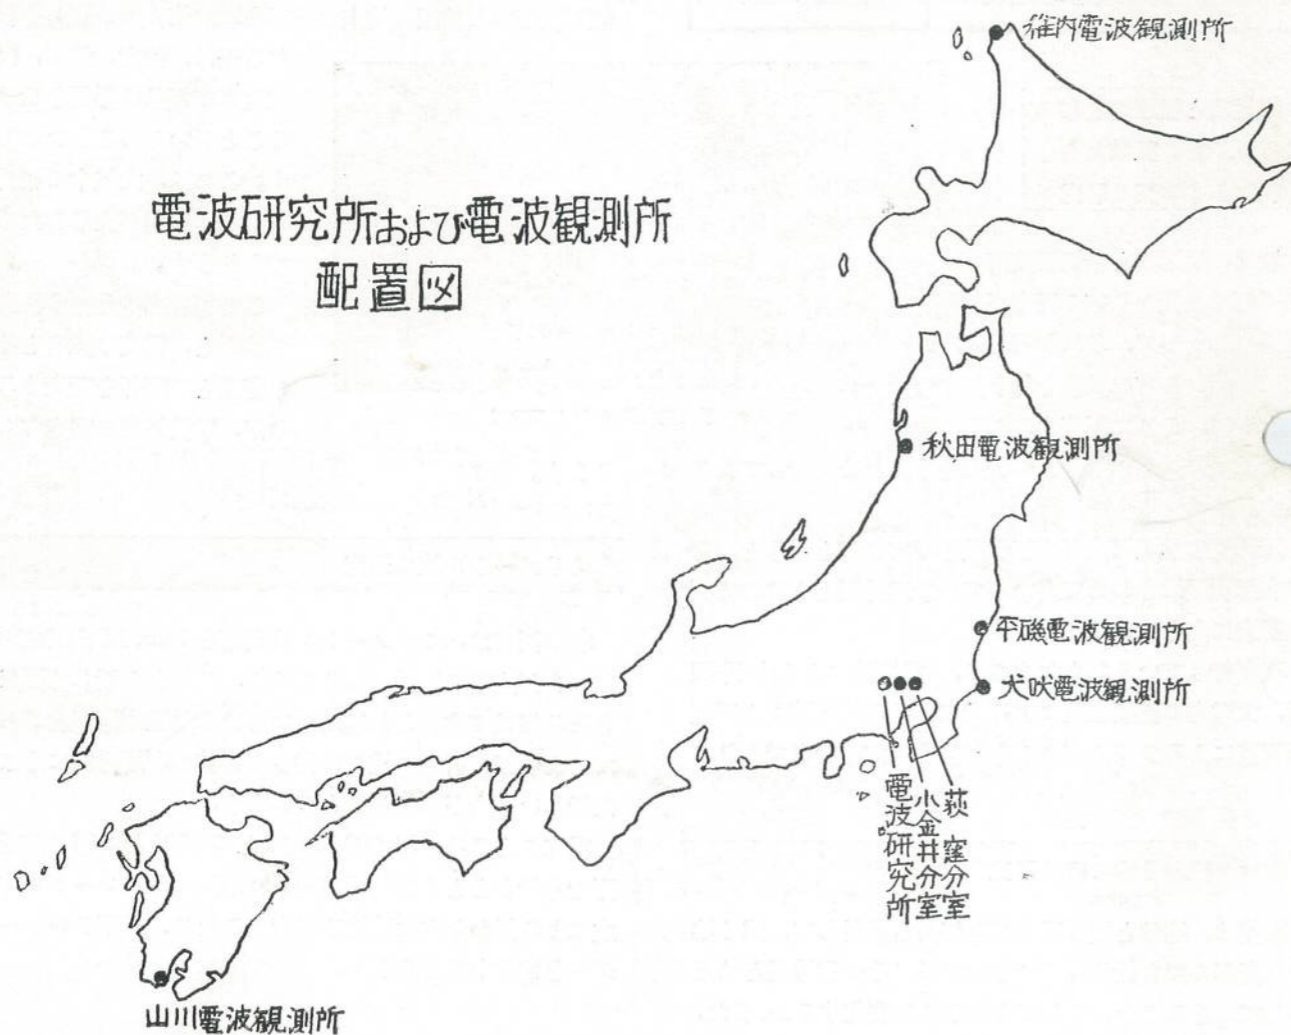 電波研究所および電波観測所
配置図
稚内電波観測所
秋田電波観測所
平磯電波観測所
犬吠電波観測所
電波研究所
小金井分室
荻窪分室
山川電波観測所